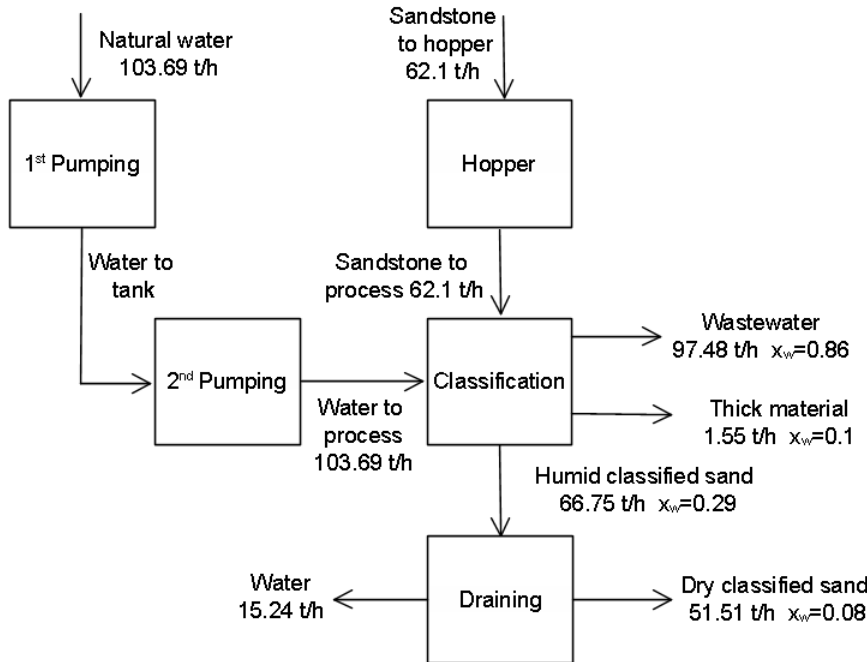 Natural water
103.69 t/h
Sandstone
to hopper
62.1 t/h
1st Pumping
Hopper
Water to
tank
Sandstone to
process 62.1 t/h
2nd Pumping
Water to
process
103.69 t/h
Classification
Wastewater
97.48 t/h xw=0.86
Thick material
1.55 t/h xw=0.1
Humid classified sand
66.75 t/h xw=0.29
Water
15.24 t/h
Draining
Dry classified sand
51.51 t/h xw=0.08